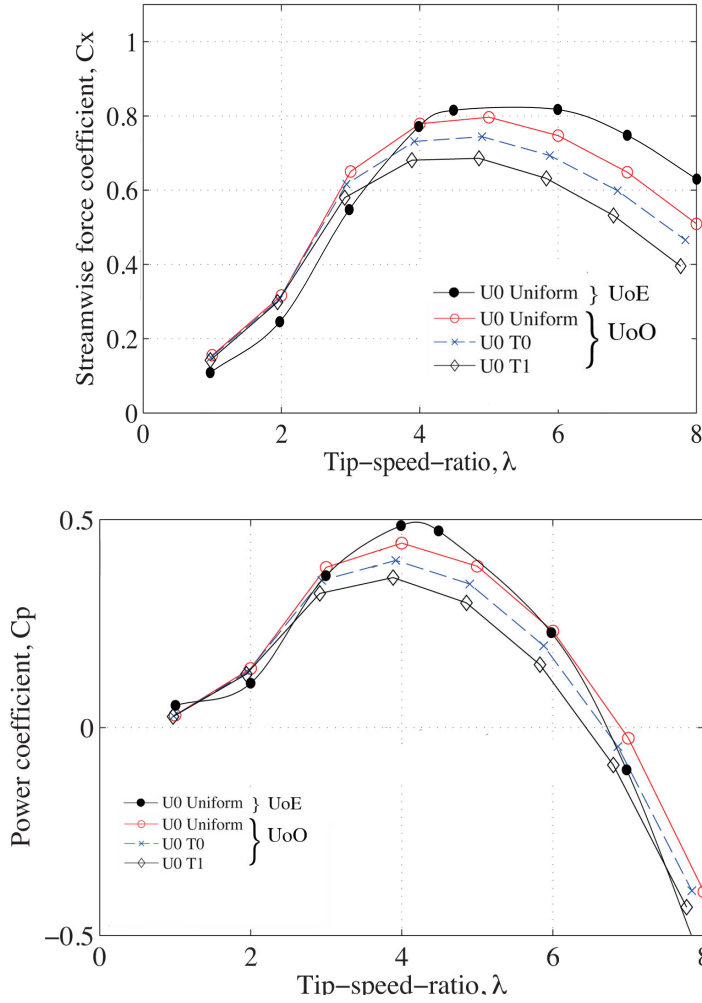 Streamwise force coefficient, Cx
1
0.8
0.6
0.4
0.2
0
0 2 4 6 8
Tip−speed−ratio, λ
U0 Uniform } UoE
U0 Uniform
U0 T0 } UoO
U0 T1
Power coefficient, Cp
0.5
0
−0.5
0 2 4 6 8
Tip−speed−ratio, λ
U0 Uniform } UoE
U0 Uniform
U0 T0 } UoO
U0 T1